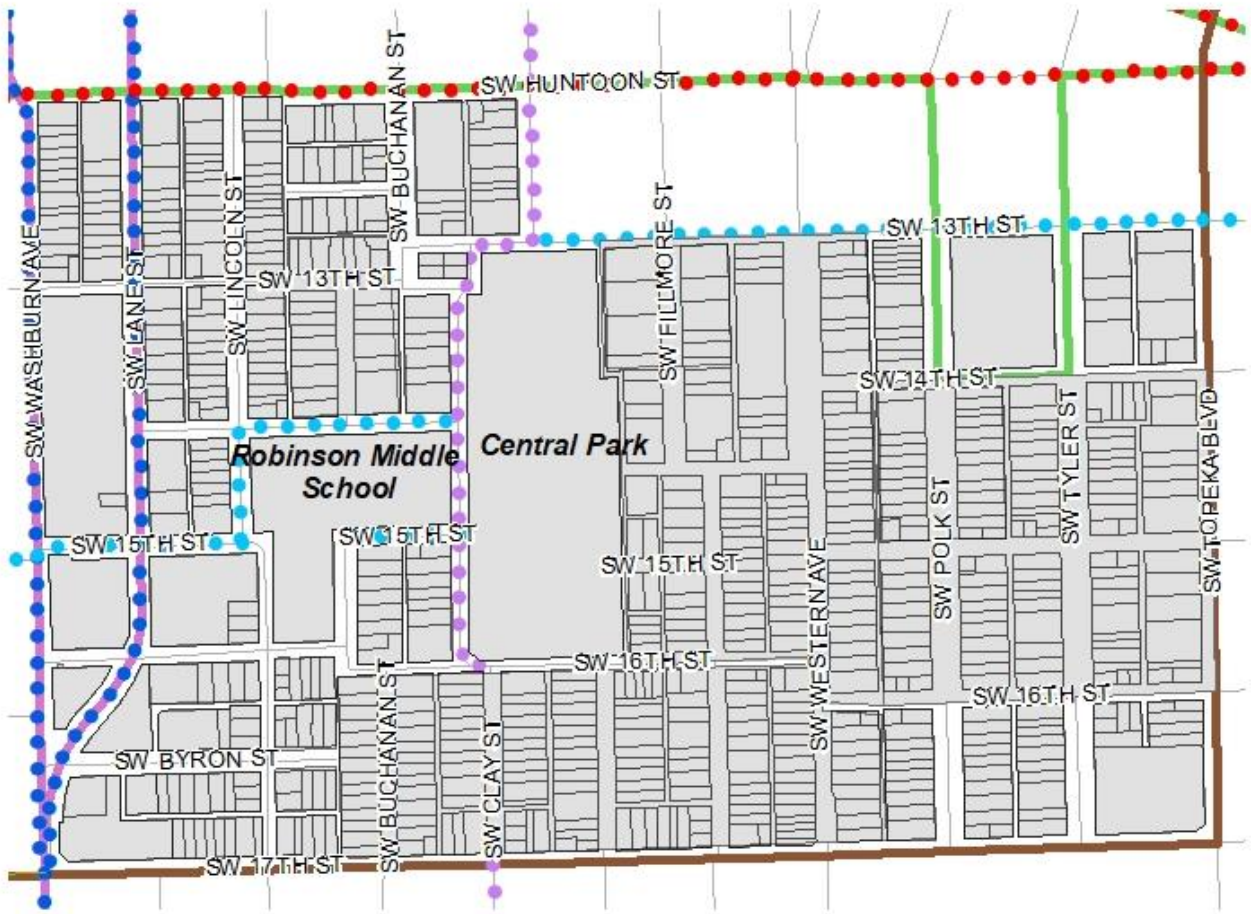 SW BUCHANAN ST
SW HUNTOON ST
SW WASHBURN AVE
SW LANE ST
SW LINCOLN ST
SW 13TH ST
SW FILLMORE ST
SW 13TH ST
SW 14TH ST
Robinson Middle
School
Central Park
SW 15TH ST
SW 15TH ST
SW 15TH ST
SW WESTERN AVE
SW POLK ST
SW TYLER ST
SW TOPEKA BLVD
SW 16TH ST
SW 16TH ST
SW BYRON ST
SW BUCHANAN ST
SW CLAY ST
SW 17TH ST